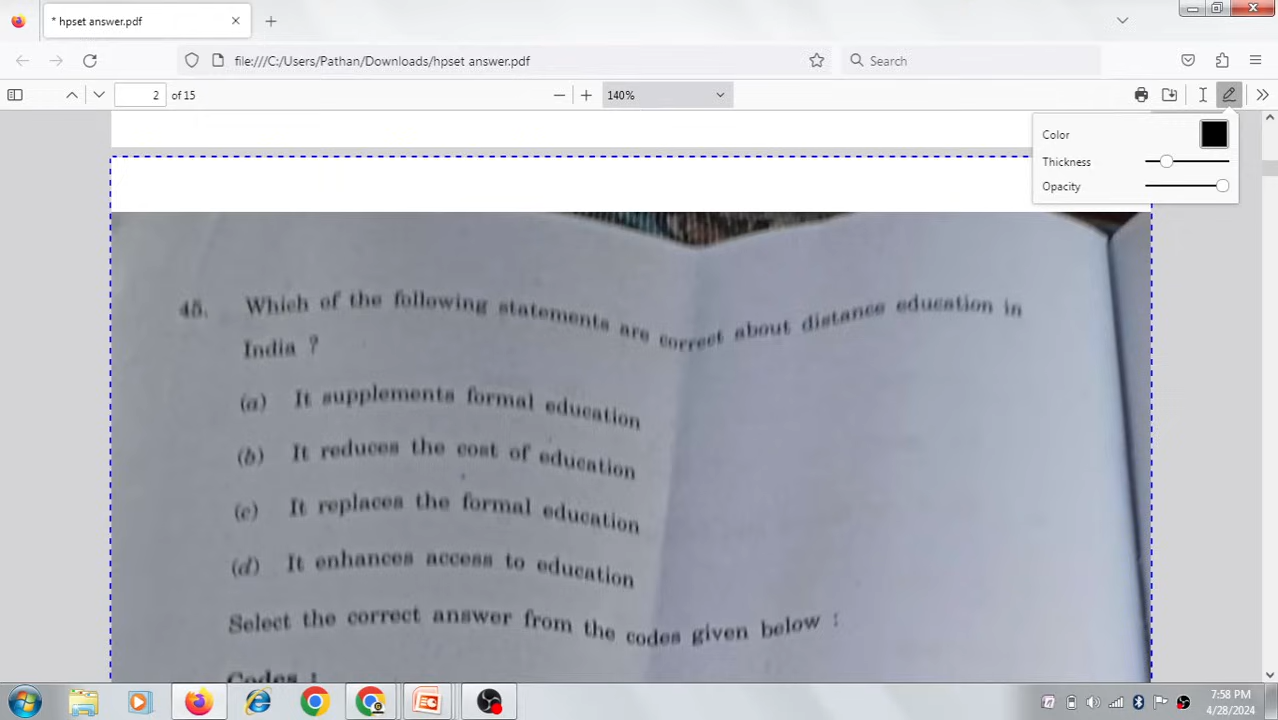 * hpset answer.pdf
file:///C:/Users/Pathan/Downloads/hpset answer.pdf
Search
2 of 15
140%
Color
Thickness
Opacity
45. Which of the following statements are correct about distance education in
India ?
(a) It supplements formal education
(b) It reduces the cost of education
(c) It replaces the formal education
(d) It enhances access to education
Select the correct answer from the codes given below :
Codes :
7:58 PM
4/28/2024